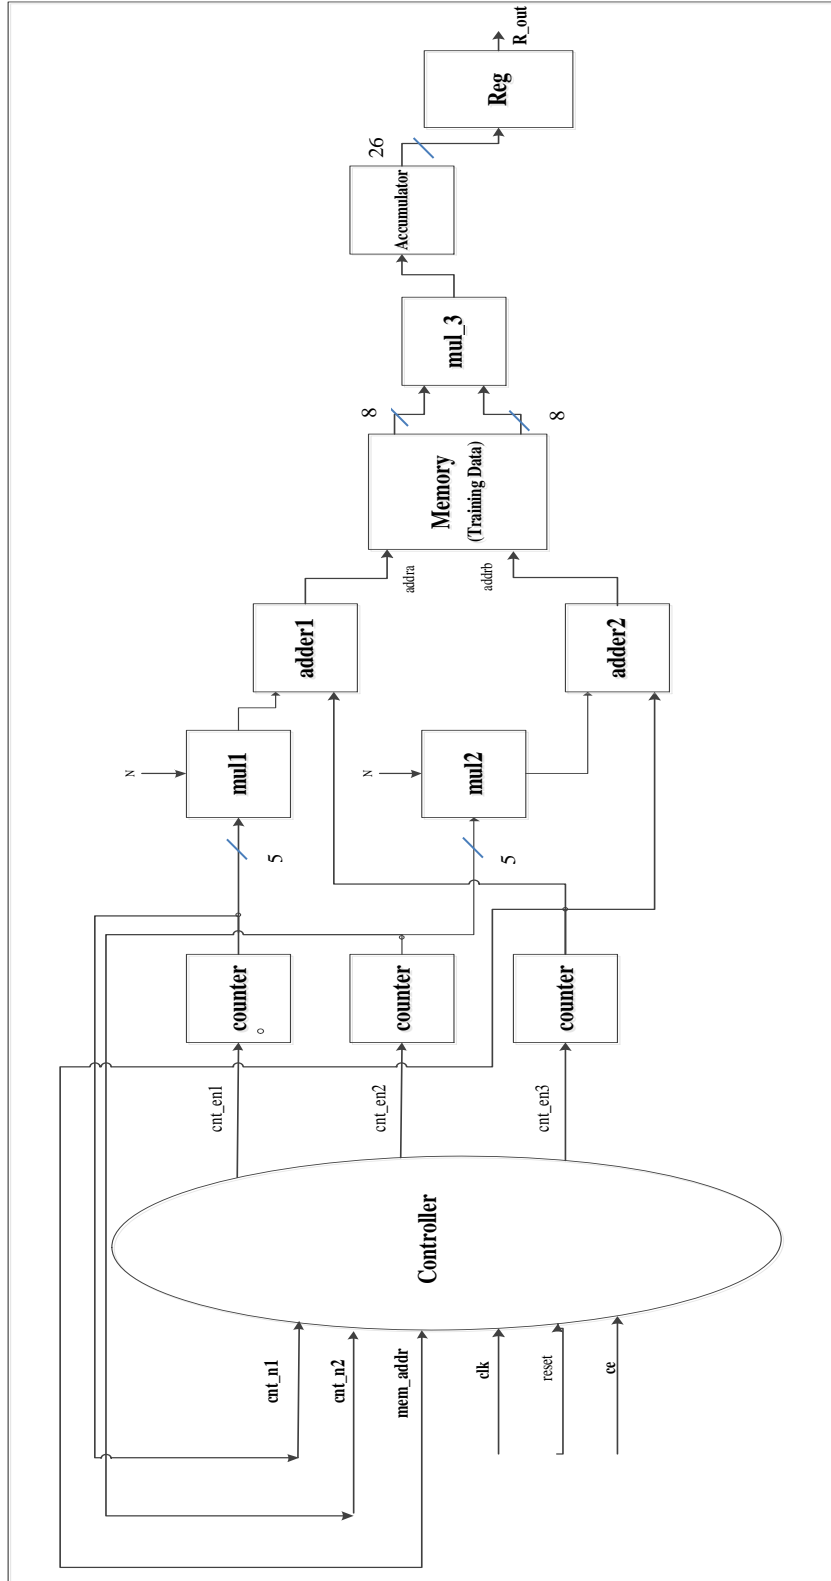 cnt_n1
cnt_n2
mem_addr
clk
reset
ce
Controller
cnt_en1
cnt_en2
cnt_en3
counter
counter
counter
5
5
N
mul1
N
mul2
adder1
adder2
addra
addrb
Memory
(Training Data)
8
8
mul_3
Accumulator
26
Reg
R_out